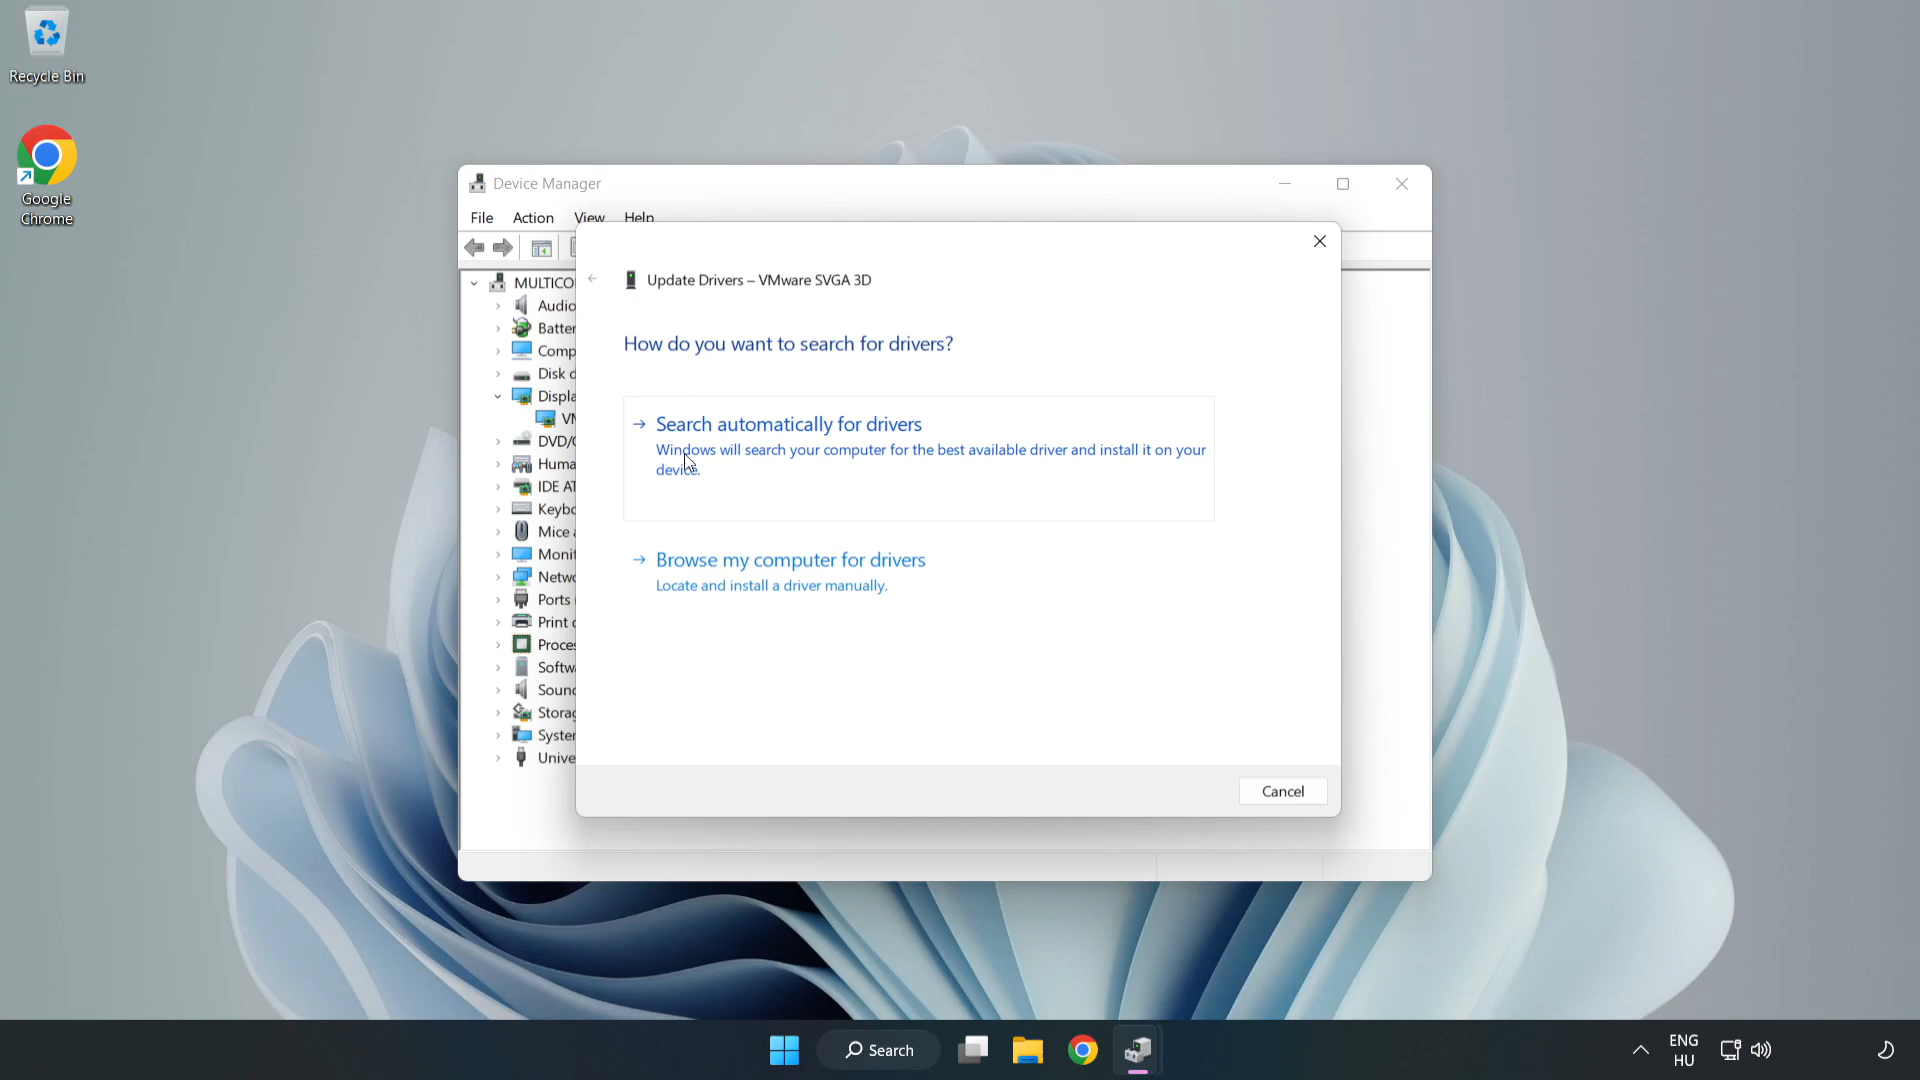 Recycle Bin
Google
Chrome
Device Manager
File Action View Help
MULTICO
Audio
Batter
Comp
Disk d
Displa
VM
DVD/C
Huma
IDE AT
Keybo
Mice a
Monit
Netwo
Ports (
Print q
Proces
Softwa
Sound
Storag
System
Unive
Update Drivers – VMware SVGA 3D
How do you want to search for drivers?
Search automatically for drivers
Windows will search your computer for the best available driver and install it on your
device.
Browse my computer for drivers
Locate and install a driver manually.
Cancel
Search
ENG
HU